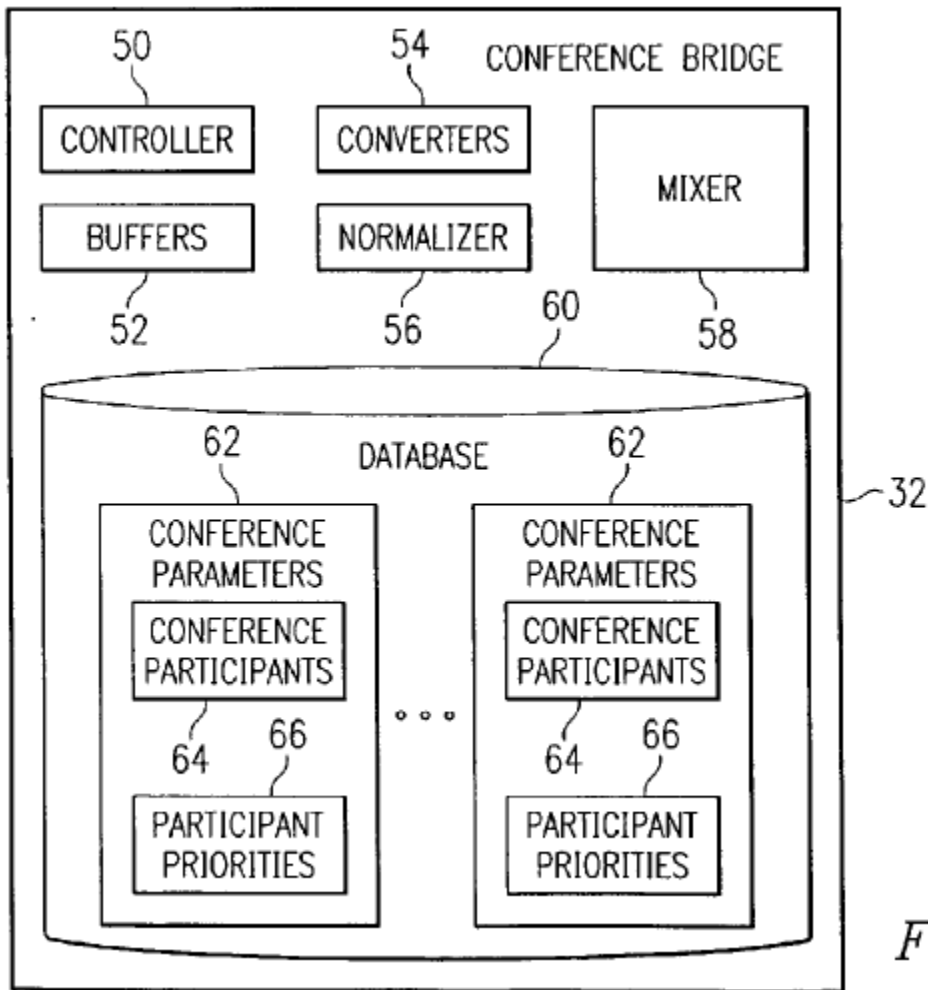 50
54
CONFERENCE BRIDGE
CONTROLLER
CONVERTERS
MIXER
BUFFERS
NORMALIZER
52
56
60
58
62
DATABASE
62
32
CONFERENCE
PARAMETERS
CONFERENCE
PARTICIPANTS
64
66
PARTICIPANT
PRIORITIES
CONFERENCE
PARAMETERS
CONFERENCE
PARTICIPANTS
64
66
PARTICIPANT
PRIORITIES
F